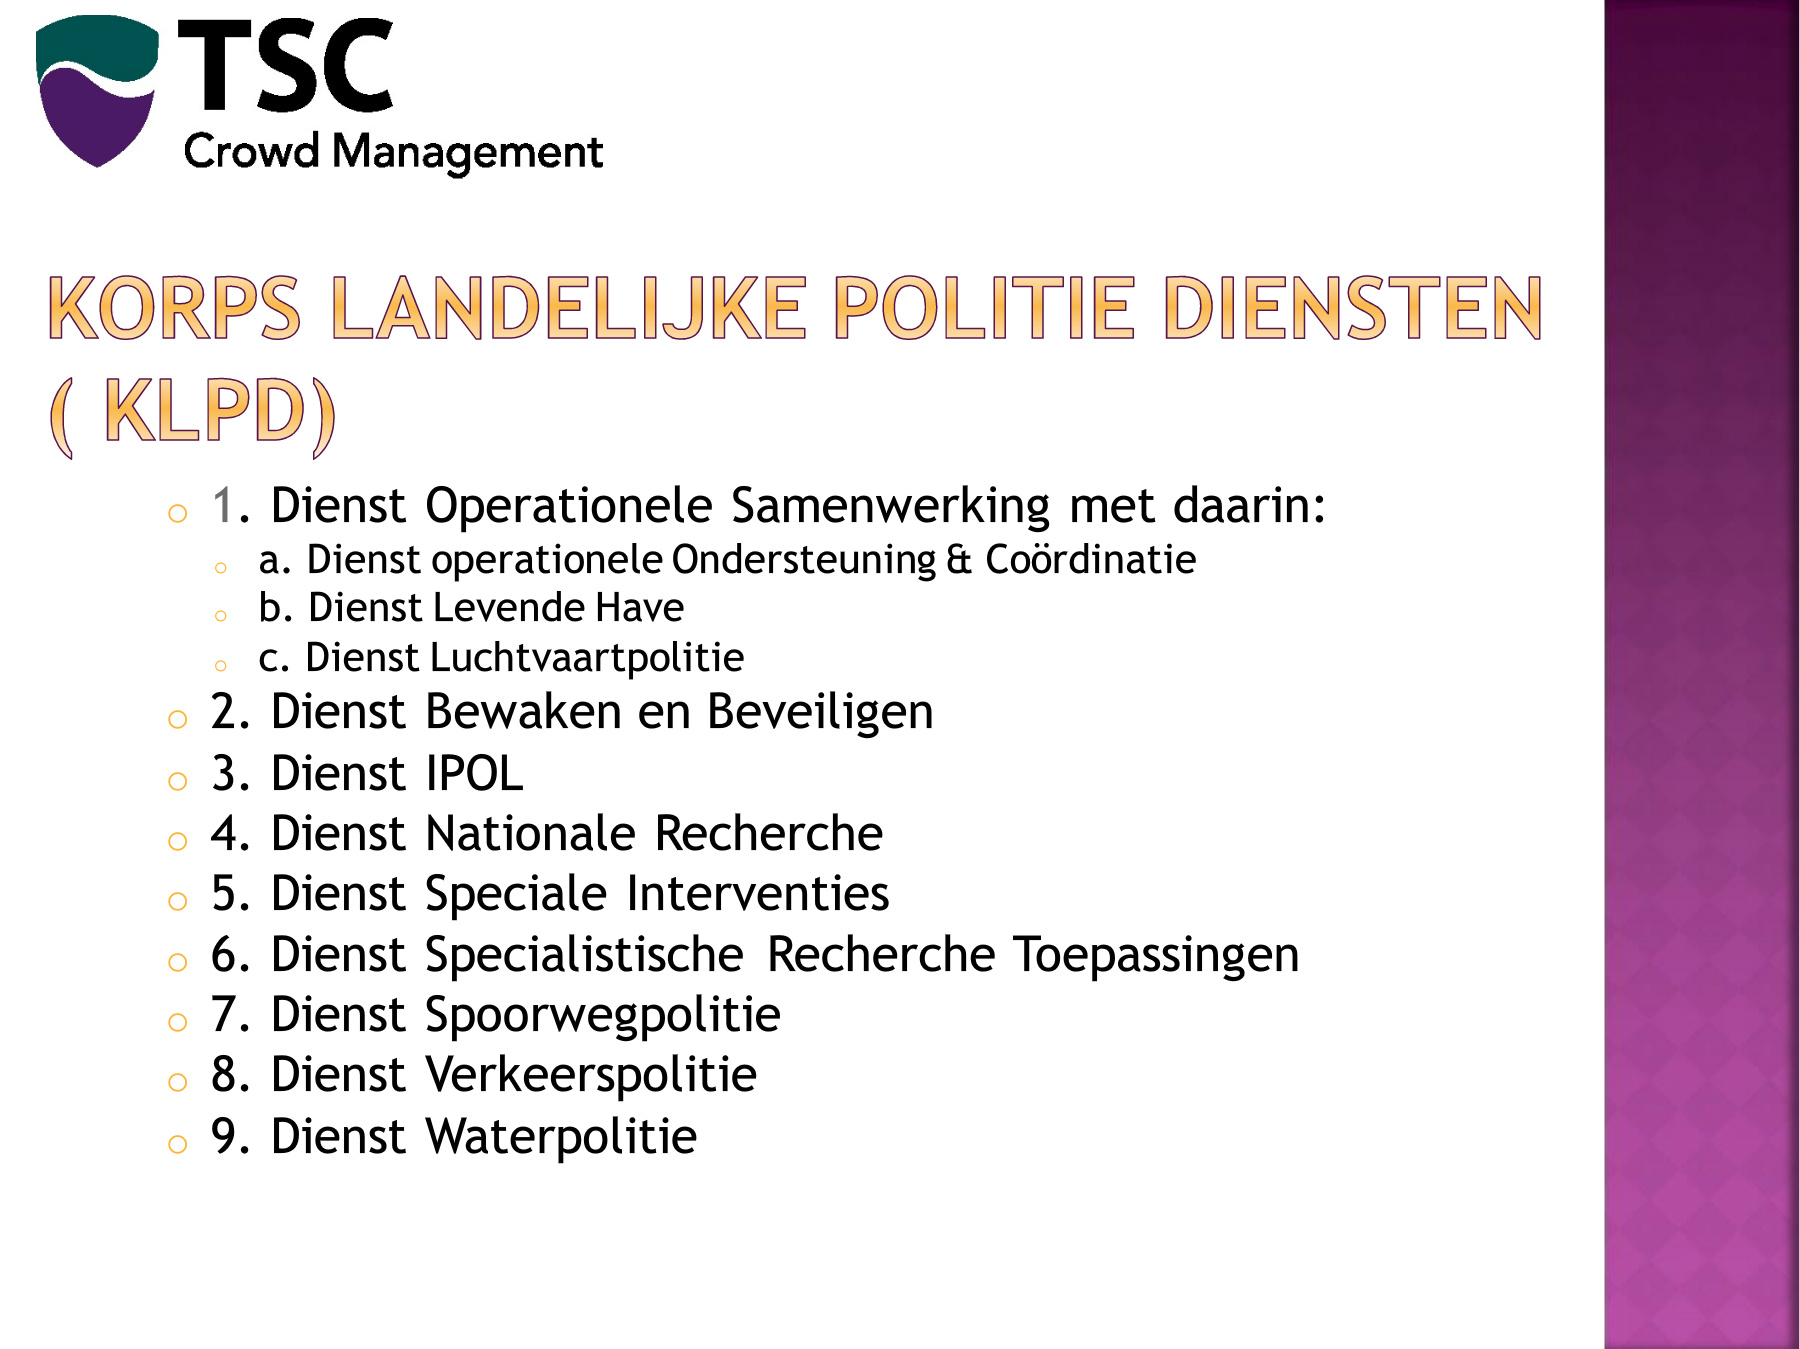 TSC
Crowd Management
KORPS LANDELIJKE POLITIE DIENSTEN
( KLPD)
1. Dienst Operationele Samenwerking met daarin:
a. Dienst operationele Ondersteuning & Coördinatie
b. Dienst Levende Have
c. Dienst Luchtvaartpolitie
2. Dienst Bewaken en Beveiligen
3. Dienst IPOL
4. Dienst Nationale Recherche
5. Dienst Speciale Interventies
6. Dienst Specialistische Recherche Toepassingen
7. Dienst Spoorwegpolitie
8. Dienst Verkeerspolitie
9. Dienst Waterpolitie